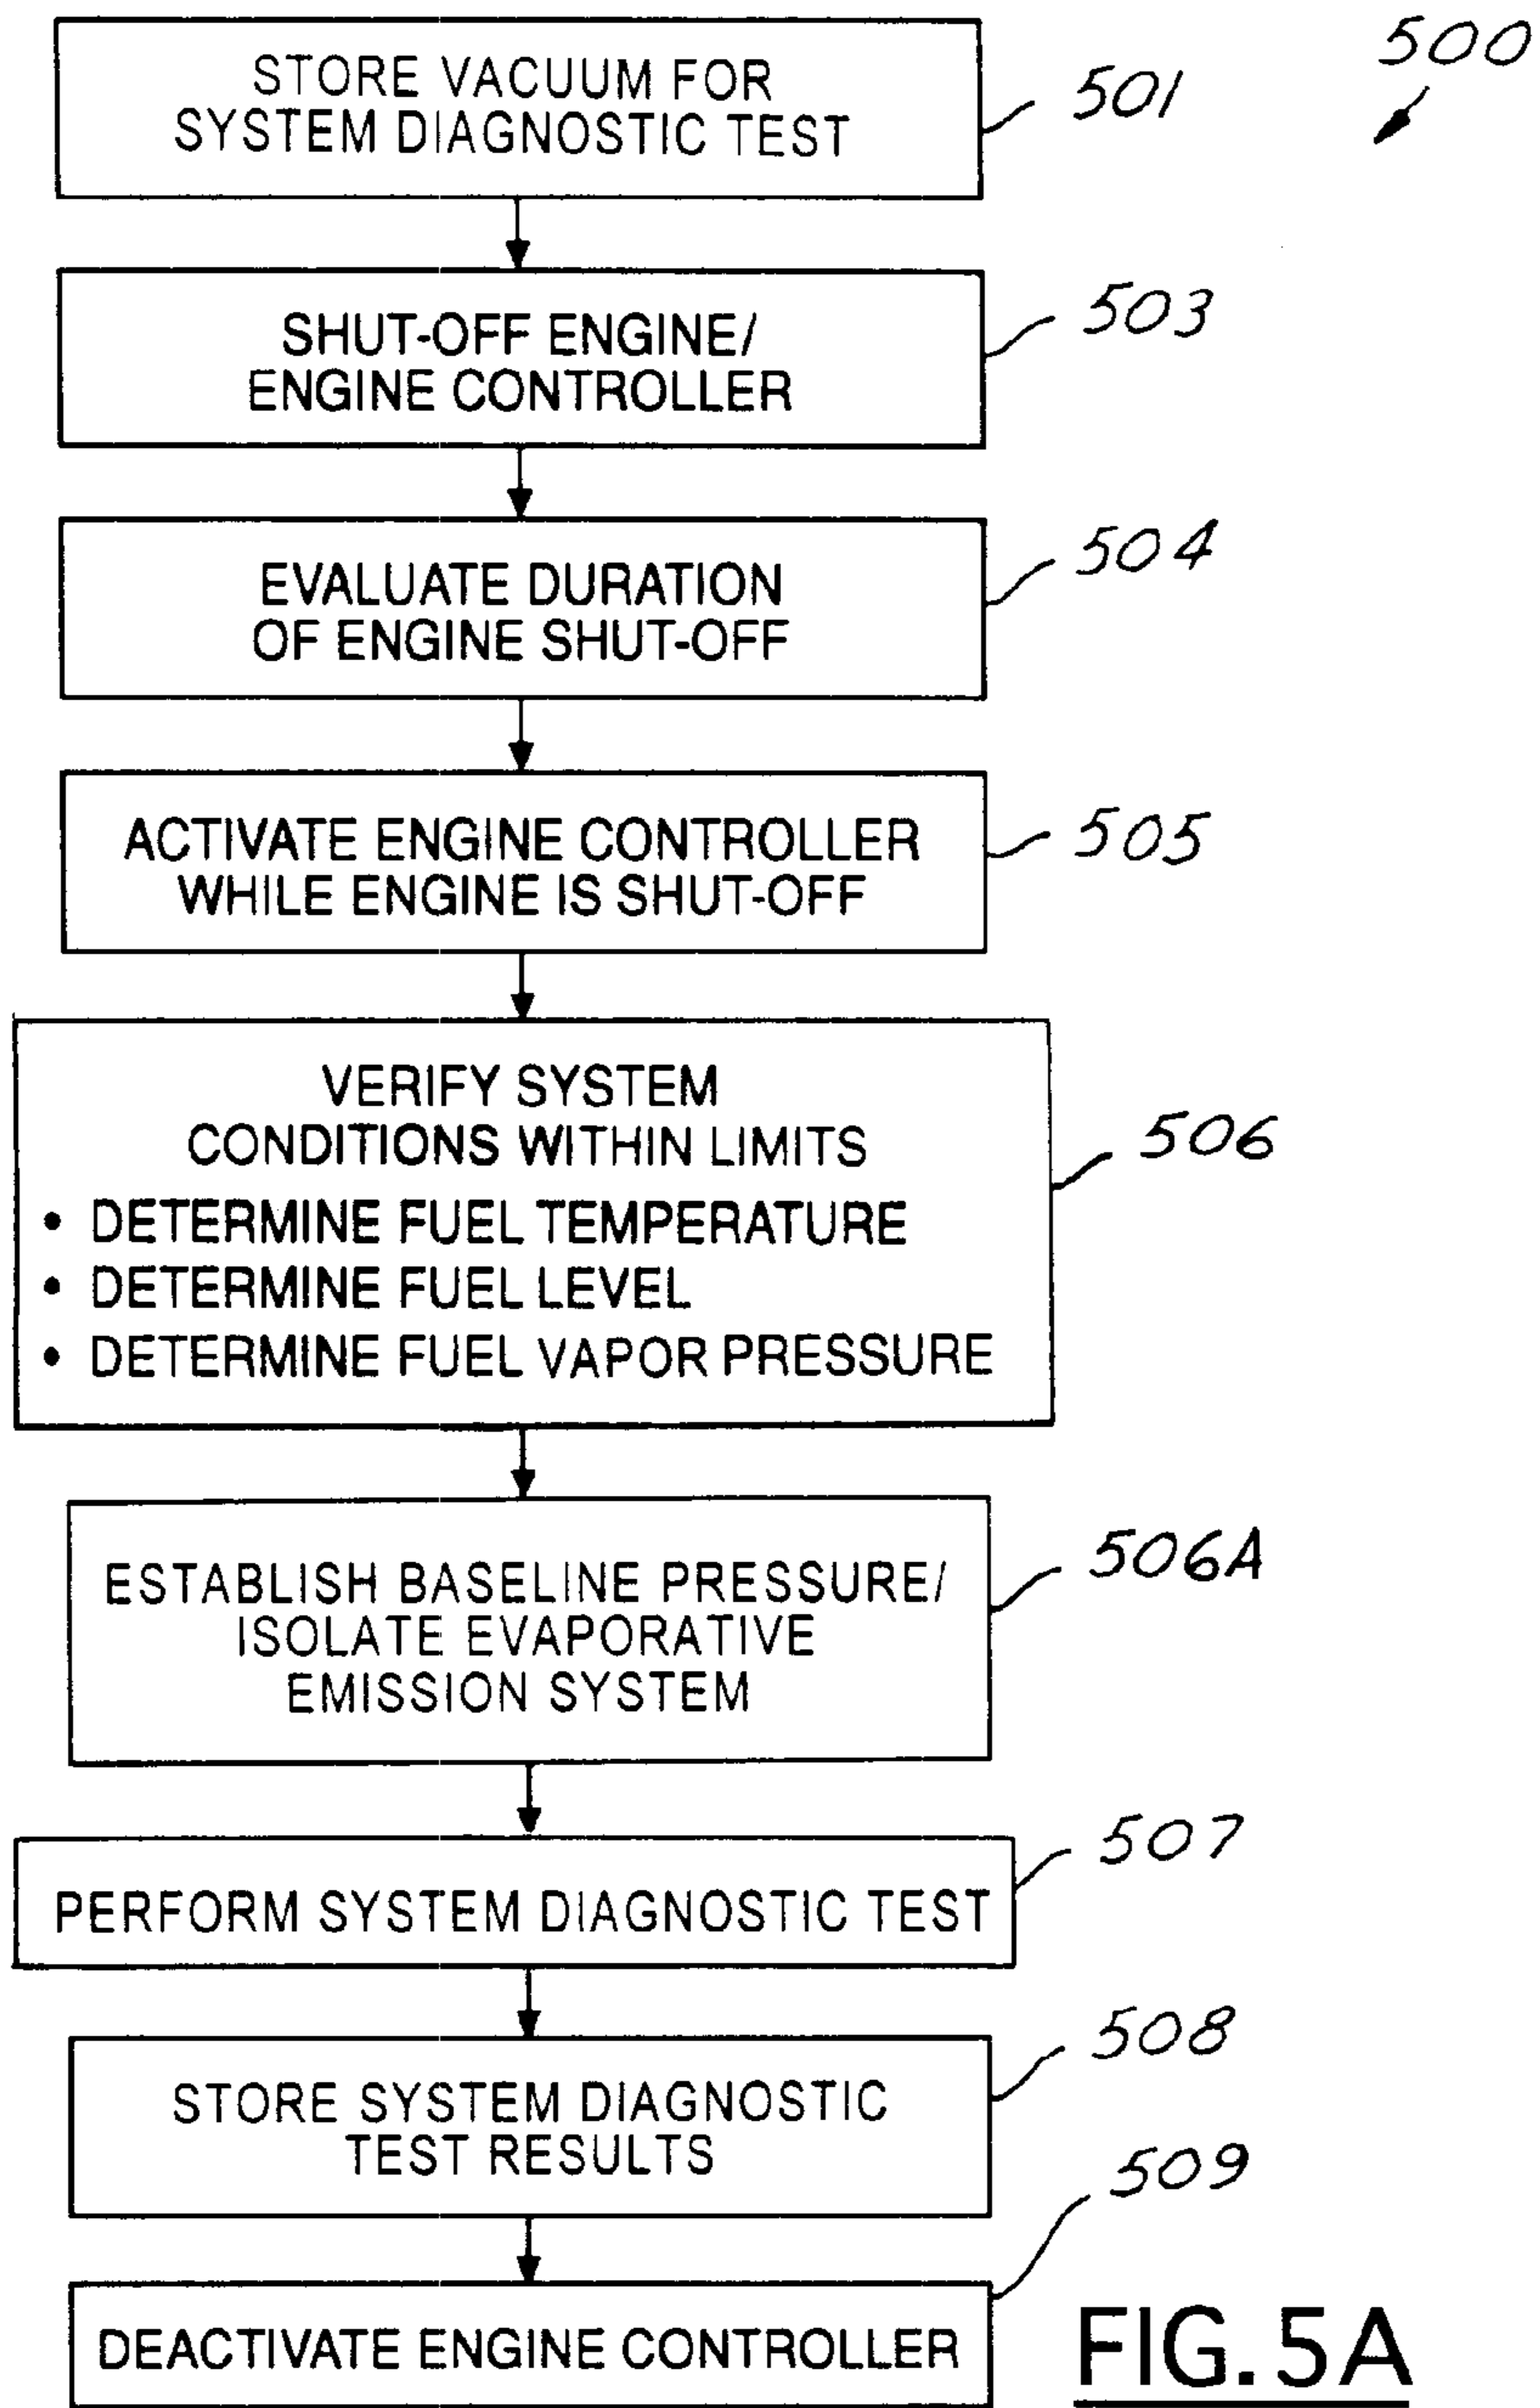 500
STORE VACUUM FOR
SYSTEM DIAGNOSTIC TEST
501
SHUT-OFF ENGINE/
ENGINE CONTROLLER
503
EVALUATE DURATION
OF ENGINE SHUT-OFF
504
ACTIVATE ENGINE CONTROLLER
WHILE ENGINE IS SHUT-OFF
505
VERIFY SYSTEM
CONDITIONS WITHIN LIMITS
• DETERMINE FUEL TEMPERATURE
• DETERMINE FUEL LEVEL
• DETERMINE FUEL VAPOR PRESSURE
506
ESTABLISH BASELINE PRESSURE/
ISOLATE EVAPORATIVE
EMISSION SYSTEM
506A
PERFORM SYSTEM DIAGNOSTIC TEST
507
STORE SYSTEM DIAGNOSTIC
TEST RESULTS
508
DEACTIVATE ENGINE CONTROLLER
509
FIG. 5A